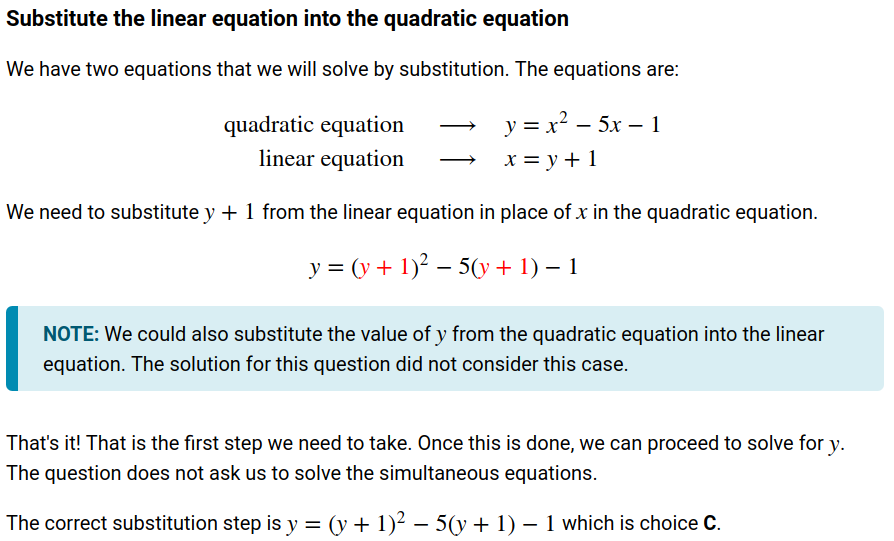 Substitute the linear equation into the quadratic equation
We have two equations that we will solve by substitution. The equations are:
quadratic equation ⟶ y = x² − 5x − 1
linear equation ⟶ x = y + 1
We need to substitute y + 1 from the linear equation in place of x in the quadratic equation.
y = (y + 1)² − 5(y + 1) − 1
NOTE: We could also substitute the value of y from the quadratic equation into the linear
equation. The solution for this question did not consider this case.
That's it! That is the first step we need to take. Once this is done, we can proceed to solve for y.
The question does not ask us to solve the simultaneous equations.
The correct substitution step is y = (y + 1)² − 5(y + 1) − 1 which is choice C.